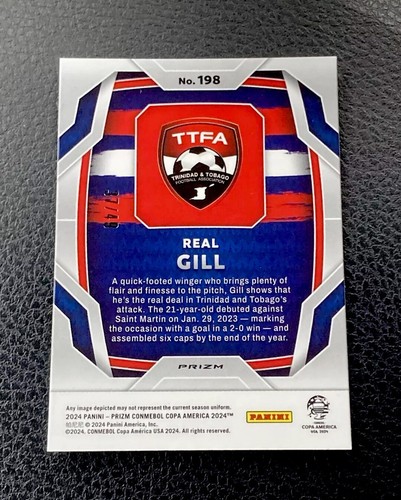 No. 198
TTFA
TRINIDAD & TOBAGO
FOOTBALL ASSOCIATION
REAL
GILL
A quick-footed winger who brings plenty of
flair and finesse to the pitch, Gill shows that
he's the real deal in Trinidad and Tobago's
attack. The 21-year-old debuted against
Saint Martin on Jan. 29, 2023 — marking
the occasion with a goal in a 2-0 win — and
assembled six caps by the end of the year.
PRIZM
Any image depicted may not represent the current season uniform.
2024 PANINI – PRIZM CONMEBOL COPA AMERICA 2024™
帕尼尼 © 2024 Panini America, Inc.
©2024, CONMEBOL Copa América USA 2024. All rights reserved.
PANINI
COPA AMERICA
USA 2024